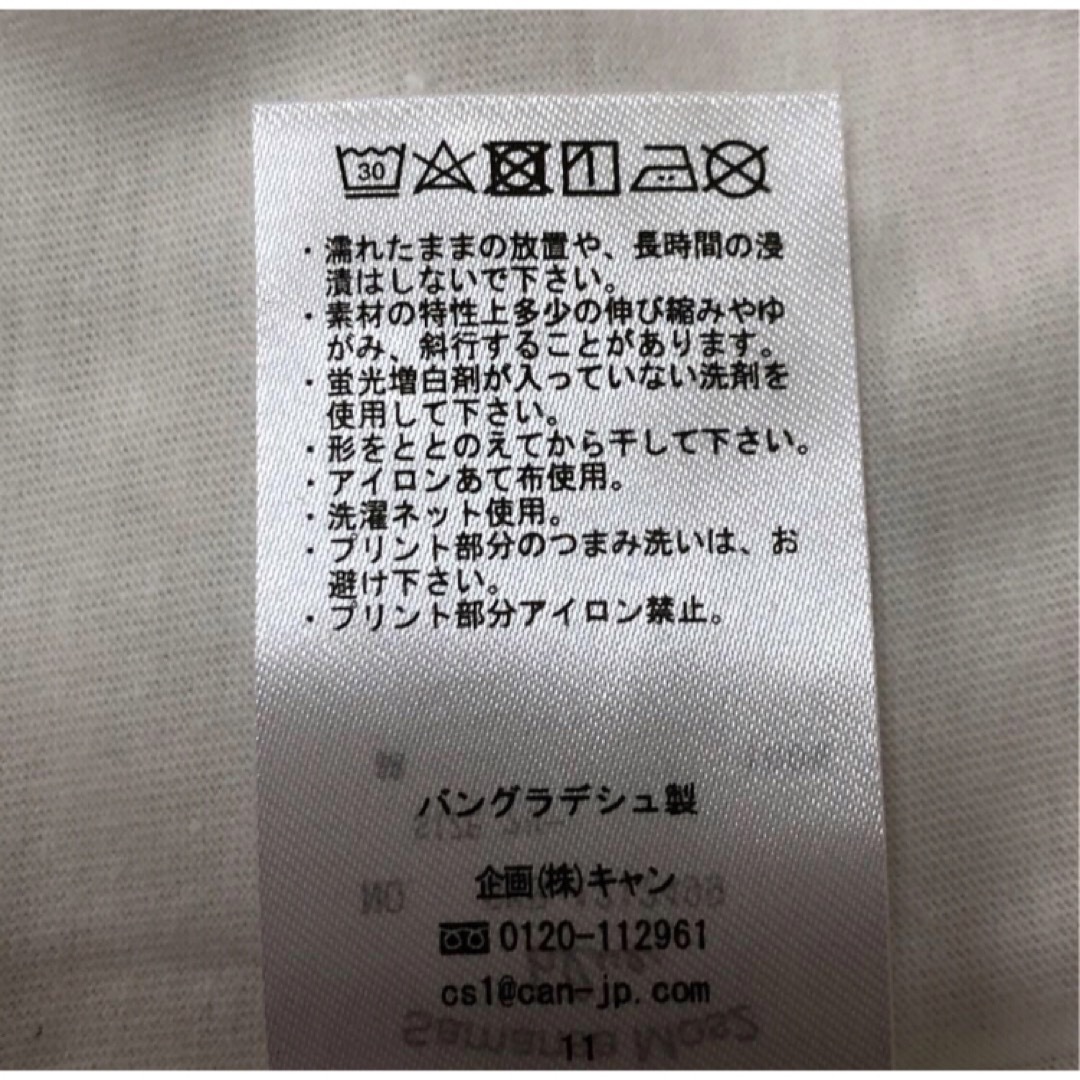 30
・濡れたままの放置や、長時間の浸
漬はしないで下さい。
・素材の特性上多少の伸び縮みやゆ
がみ、斜行することがあります。
・蛍光増白剤が入っていない洗剤を
使用して下さい。
・形をととのえてから干して下さい。
・アイロンあて布使用。
・洗濯ネット使用。
・プリント部分のつまみ洗いは、お
避け下さい。
・プリント部分アイロン禁止。
バングラデシュ製
企画(株)キャン
0120-112961
cs1@can-jp.com
11